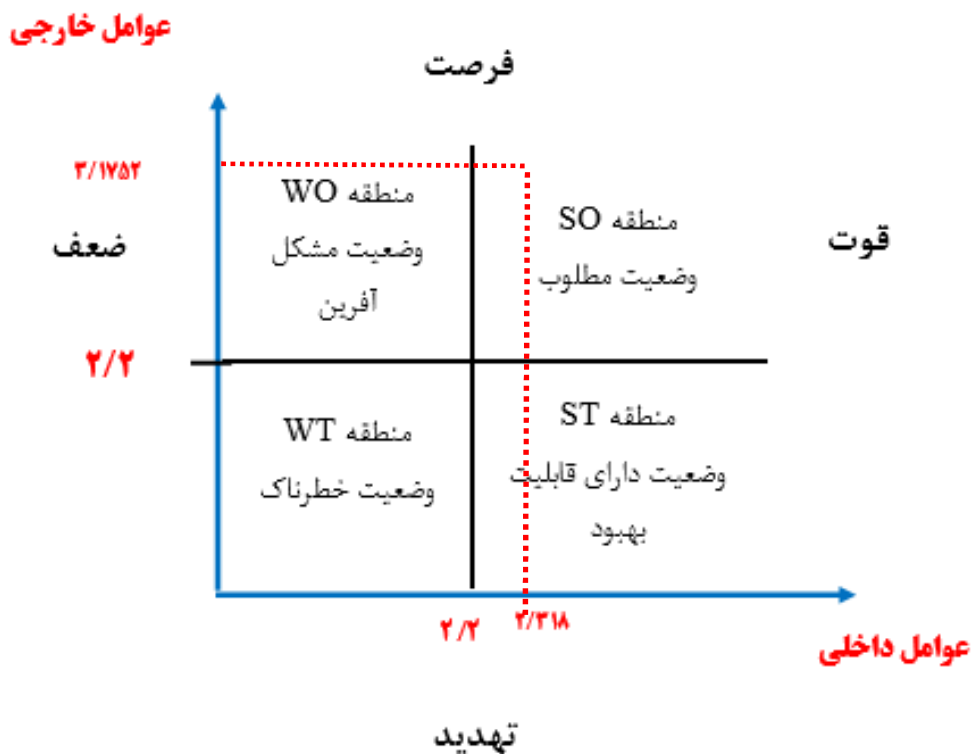 عوامل خارجی
فرصت
۳/۱۷۵۲
منطقه WO
وضعیت مشکل
آفرین
منطقه SO
وضعیت مطلوب
ضعف
قوت
۲/۲
منطقه WT
وضعیت خطرناک
منطقه ST
وضعیت دارای قابلیت
بهبود
۲/۲
۲/۳۱۸
عوامل داخلی
تهدید